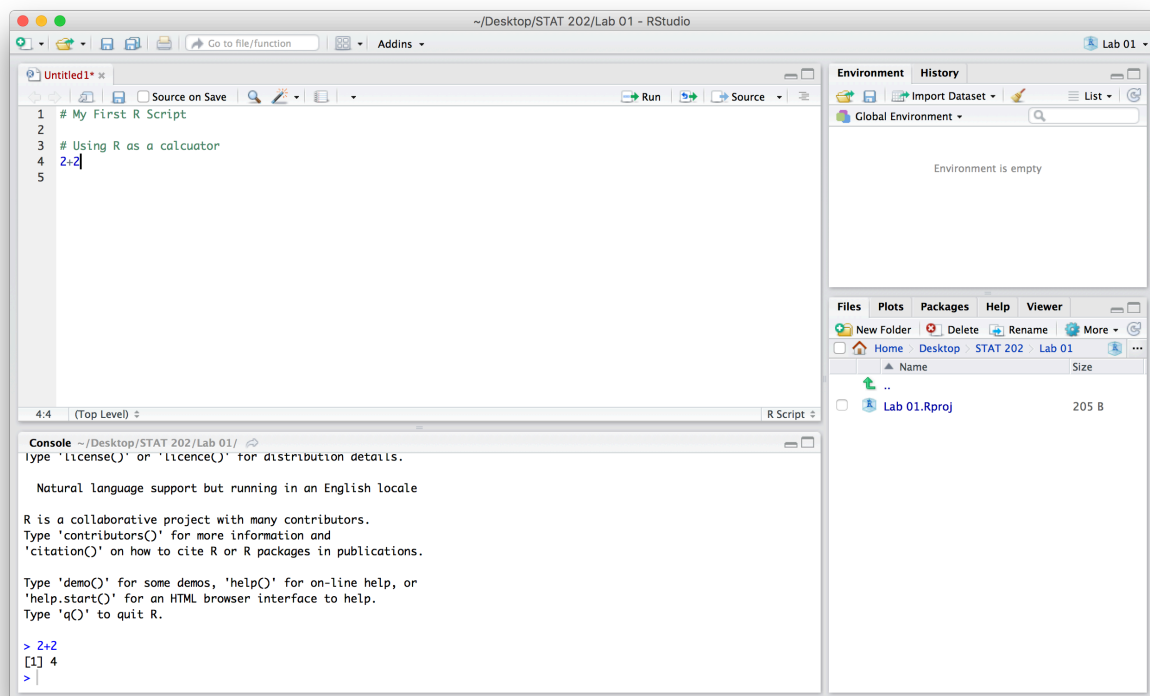 ~/Desktop/STAT 202/Lab 01 - RStudio
Go to file/function
Addins
Lab 01
Untitled1*
Source on Save
Run
Source
1 # My First R Script
2
3 # Using R as a calcuator
4 2+2
5
4:4 (Top Level)
R Script
Console ~/Desktop/STAT 202/Lab 01/
Type 'license()' or 'licence()' for distribution details.
Natural language support but running in an English locale
R is a collaborative project with many contributors.
Type 'contributors()' for more information and
'citation()' on how to cite R or R packages in publications.
Type 'demo()' for some demos, 'help()' for on-line help, or
'help.start()' for an HTML browser interface to help.
Type 'q()' to quit R.
> 2+2
[1] 4
>
Environment History
Import Dataset
List
Global Environment
Environment is empty
Files Plots Packages Help Viewer
New Folder Delete Rename More
Home Desktop STAT 202 Lab 01 ...
Name Size
..
Lab 01.Rproj 205 B